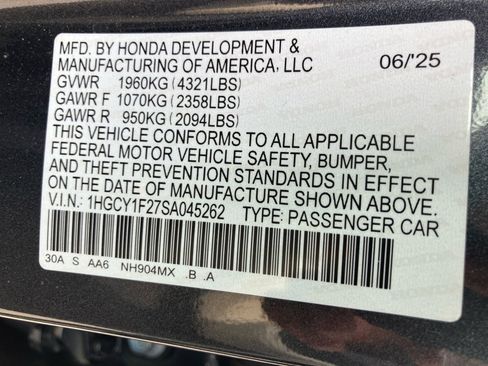 MFD. BY HONDA DEVELOPMENT &
MANUFACTURING OF AMERICA, LLC 06/'25
GVWR 1960KG (4321LBS)
GAWR F 1070KG (2358LBS)
GAWR R 950KG (2094LBS)
THIS VEHICLE CONFORMS TO ALL APPLICABLE
FEDERAL MOTOR VEHICLE SAFETY, BUMPER,
AND THEFT PREVENTION STANDARDS IN EFFECT
ON THE DATE OF MANUFACTURE SHOWN ABOVE.
V.I.N.: 1HGCY1F27SA045262 TYPE: PASSENGER CAR
30A S AA6 NH904MX .B .A